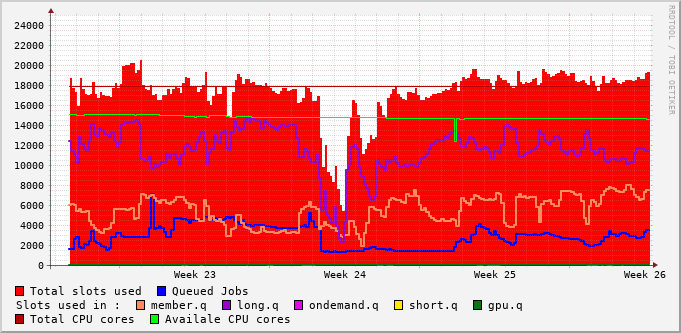 RRDTOOL / TOBI OETIKER
24000
22000
20000
18000
16000
14000
12000
10000
8000
6000
4000
2000
0
Week 23 Week 24 Week 25 Week 26
Total slots used Queued Jobs
Slots used in : member.q long.q ondemand.q short.q gpu.q
Total CPU cores Availale CPU cores